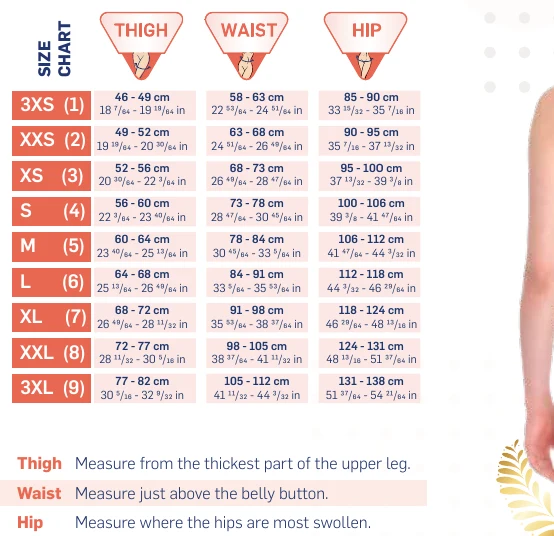 SIZE CHART
THIGH WAIST HIP
3XS (1) 46 - 49 cm 58 - 63 cm 85 - 90 cm
18 7/64 - 19 19/64 in 22 53/64 - 24 51/64 in 33 15/32 - 35 7/16 in
XXS (2) 49 - 52 cm 63 - 68 cm 90 - 95 cm
19 19/64 - 20 30/64 in 24 51/64 - 26 49/64 in 35 7/16 - 37 13/32 in
XS (3) 52 - 56 cm 68 - 73 cm 95 - 100 cm
20 30/64 - 22 3/64 in 26 49/64 - 28 47/64 in 37 13/32 - 39 3/8 in
S (4) 56 - 60 cm 73 - 78 cm 100 - 106 cm
22 3/64 - 23 40/64 in 28 47/64 - 30 45/64 in 39 3/8 - 41 47/64 in
M (5) 60 - 64 cm 78 - 84 cm 106 - 112 cm
23 40/64 - 25 13/64 in 30 45/64 - 33 5/64 in 41 47/64 - 44 3/32 in
L (6) 64 - 68 cm 84 - 91 cm 112 - 118 cm
25 13/64 - 26 49/64 in 33 5/64 - 35 53/64 in 44 3/32 - 46 29/64 in
XL (7) 68 - 72 cm 91 - 98 cm 118 - 124 cm
26 49/64 - 28 11/32 in 35 53/64 - 38 37/64 in 46 29/64 - 48 13/16 in
XXL (8) 72 - 77 cm 98 - 105 cm 124 - 131 cm
28 11/32 - 30 5/16 in 38 37/64 - 41 11/32 in 48 13/16 - 51 37/64 in
3XL (9) 77 - 82 cm 105 - 112 cm 131 - 138 cm
30 5/16 - 32 9/32 in 41 11/32 - 44 3/32 in 51 37/64 - 54 21/64 in
Thigh Measure from the thickest part of the upper leg.
Waist Measure just above the belly button.
Hip Measure where the hips are most swollen.